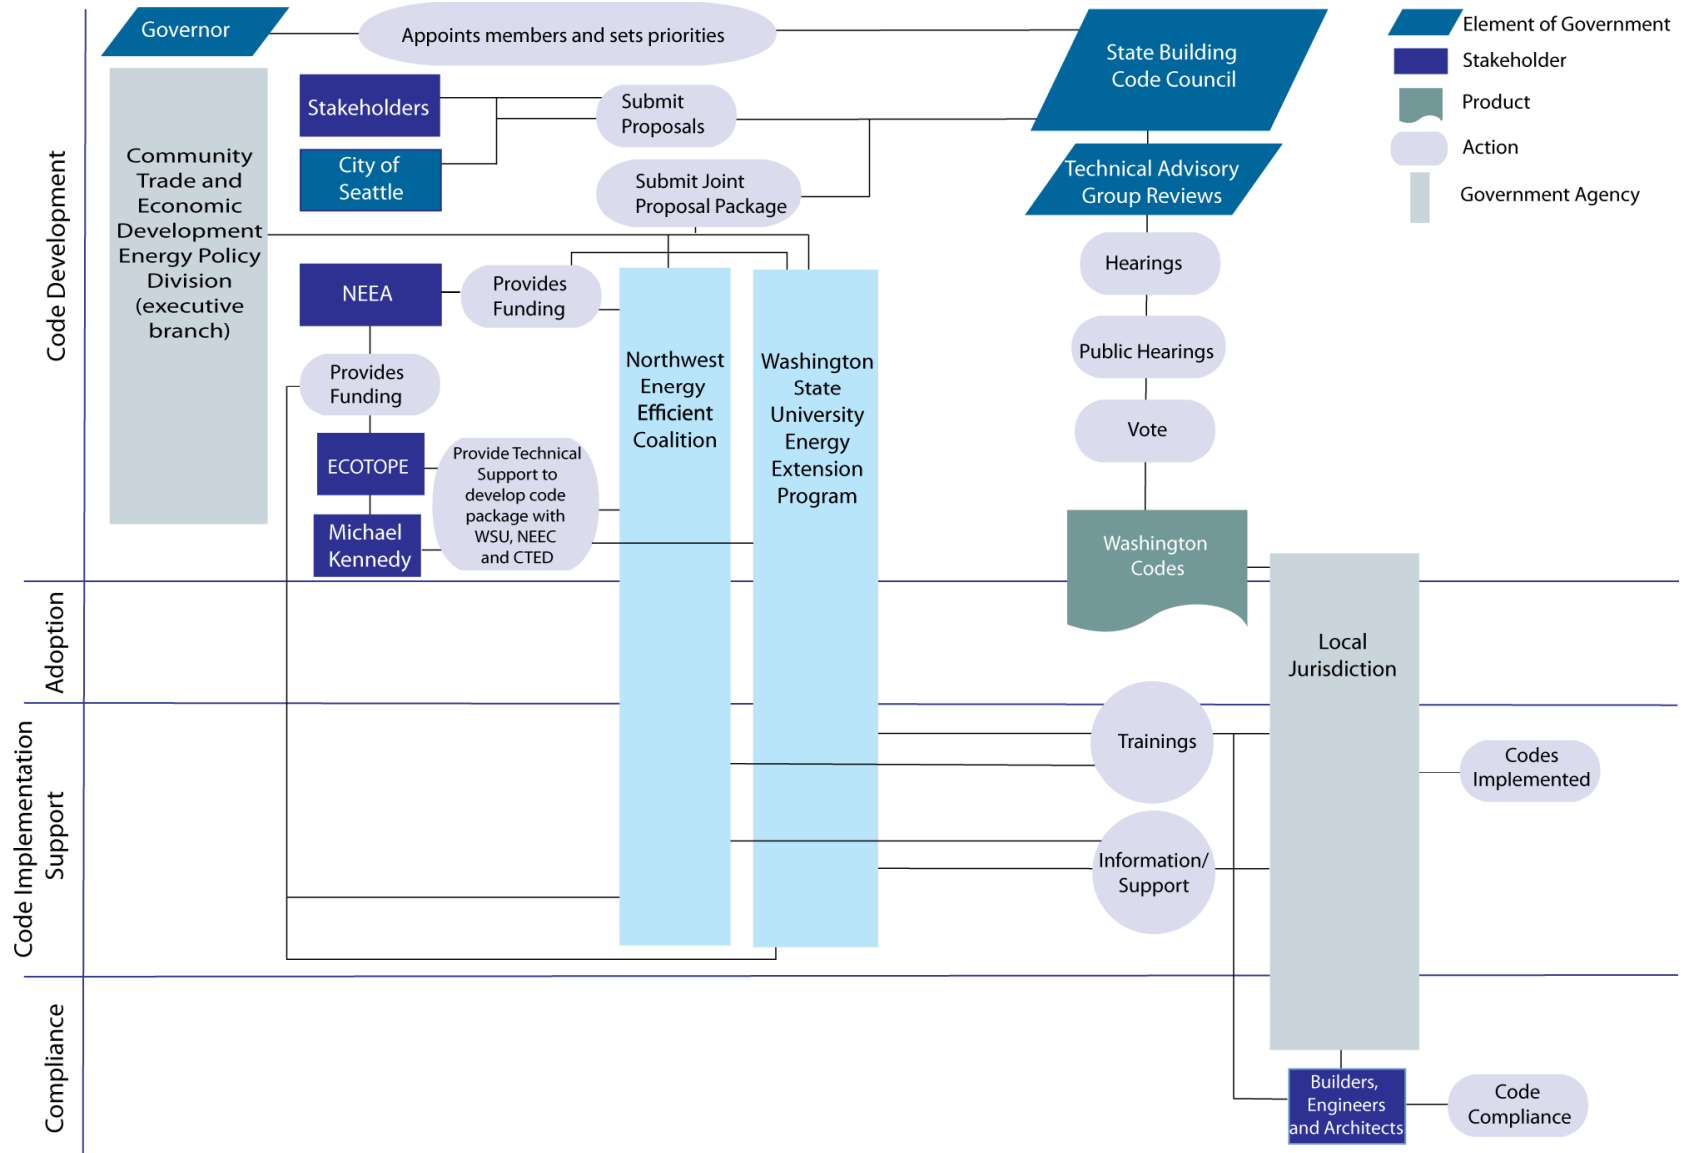 Governor
Appoints members and sets priorities
State Building
Code Council
Element of Government
Stakeholder
Product
Action
Government Agency
Code Development
Community
Trade and
Economic
Development
Energy Policy
Division
(executive
branch)
Stakeholders
City of
Seattle
Submit
Proposals
Submit Joint
Proposal Package
Technical Advisory
Group Reviews
Hearings
Public Hearings
Vote
NEEA
Provides
Funding
Provides
Funding
ECOTOPE
Michael
Kennedy
Provide Technical
Support to
develop code
package with
WSU, NEEC
and CTED
Northwest
Energy
Efficient
Coalition
Washington
State
University
Energy
Extension
Program
Washington
Codes
Adoption
Local
Jurisdiction
Code Implementation
Support
Trainings
Information/
Support
Codes
Implemented
Compliance
Builders,
Engineers
and Architects
Code
Compliance